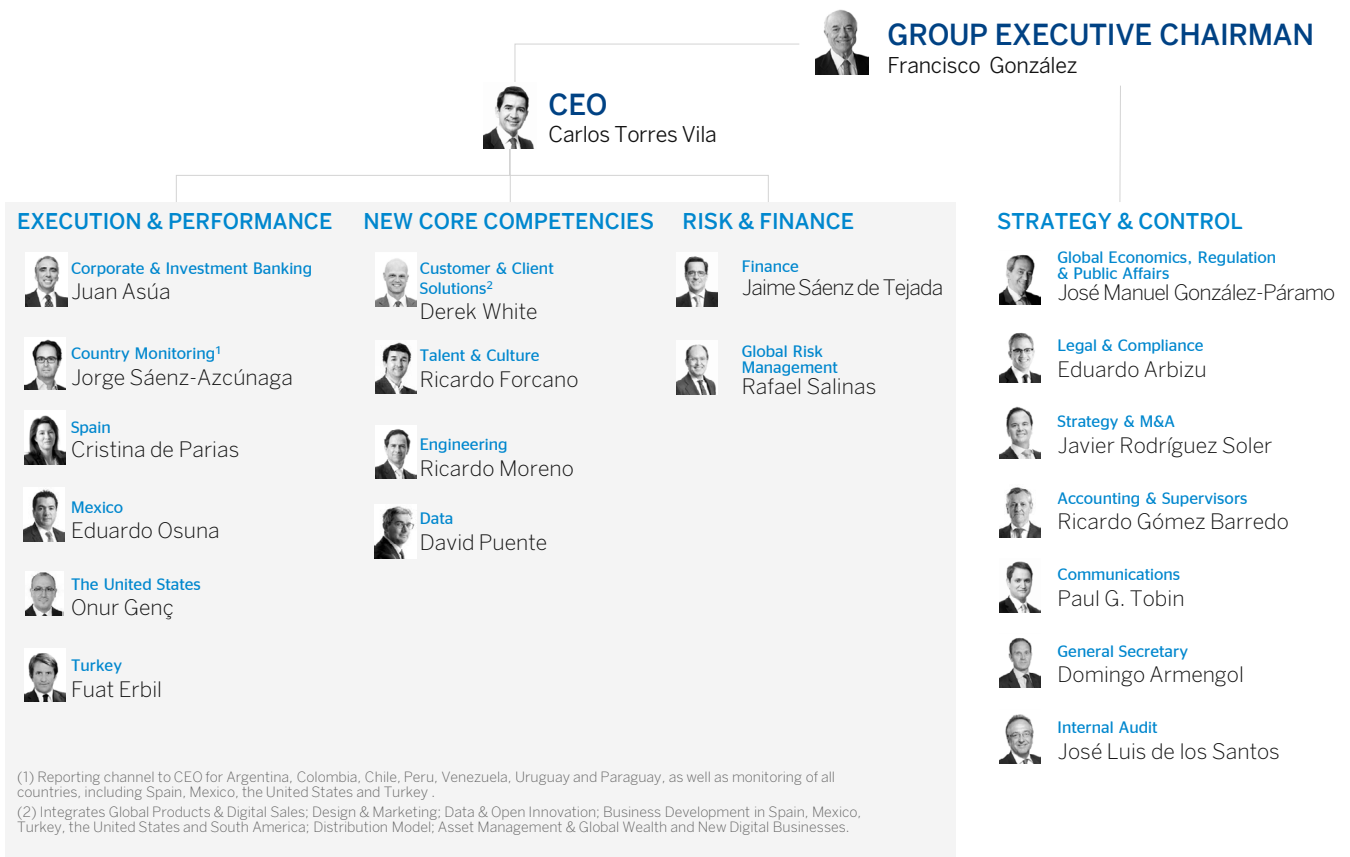 GROUP EXECUTIVE CHAIRMAN
Francisco González
CEO
Carlos Torres Vila
EXECUTION & PERFORMANCE
Corporate & Investment Banking
Juan Asúa
Country Monitoring¹
Jorge Sáenz-Azcúnaga
Spain
Cristina de Parias
Mexico
Eduardo Osuna
The United States
Onur Genç
Turkey
Fuat Erbil
NEW CORE COMPETENCIES
Customer & Client
Solutions²
Derek White
Talent & Culture
Ricardo Forcano
Engineering
Ricardo Moreno
Data
David Puente
RISK & FINANCE
Finance
Jaime Sáenz de Tejada
Global Risk
Management
Rafael Salinas
STRATEGY & CONTROL
Global Economics, Regulation
& Public Affairs
José Manuel González-Páramo
Legal & Compliance
Eduardo Arbizu
Strategy & M&A
Javier Rodríguez Soler
Accounting & Supervisors
Ricardo Gómez Barredo
Communications
Paul G. Tobin
General Secretary
Domingo Armengol
Internal Audit
José Luis de los Santos
(1) Reporting channel to CEO for Argentina, Colombia, Chile, Peru, Venezuela, Uruguay and Paraguay, as well as monitoring of all
countries, including Spain, Mexico, the United States and Turkey .
(2) Integrates Global Products & Digital Sales; Design & Marketing; Data & Open Innovation; Business Development in Spain, Mexico,
Turkey, the United States and South America; Distribution Model; Asset Management & Global Wealth and New Digital Businesses.